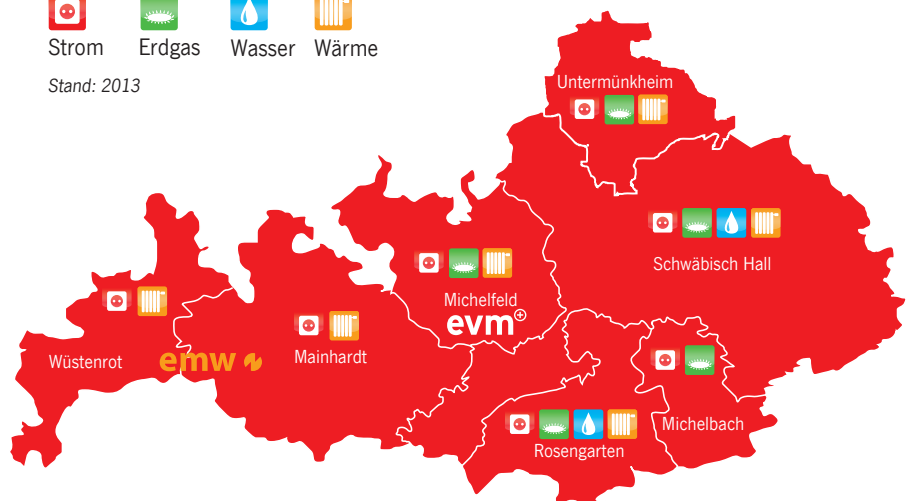 Strom Erdgas Wasser Wärme
Stand: 2013
Untermünkheim
Schwäbisch Hall
Michelfeld
evm
Wüstenrot
emw
Mainhardt
Michelbach
Rosengarten